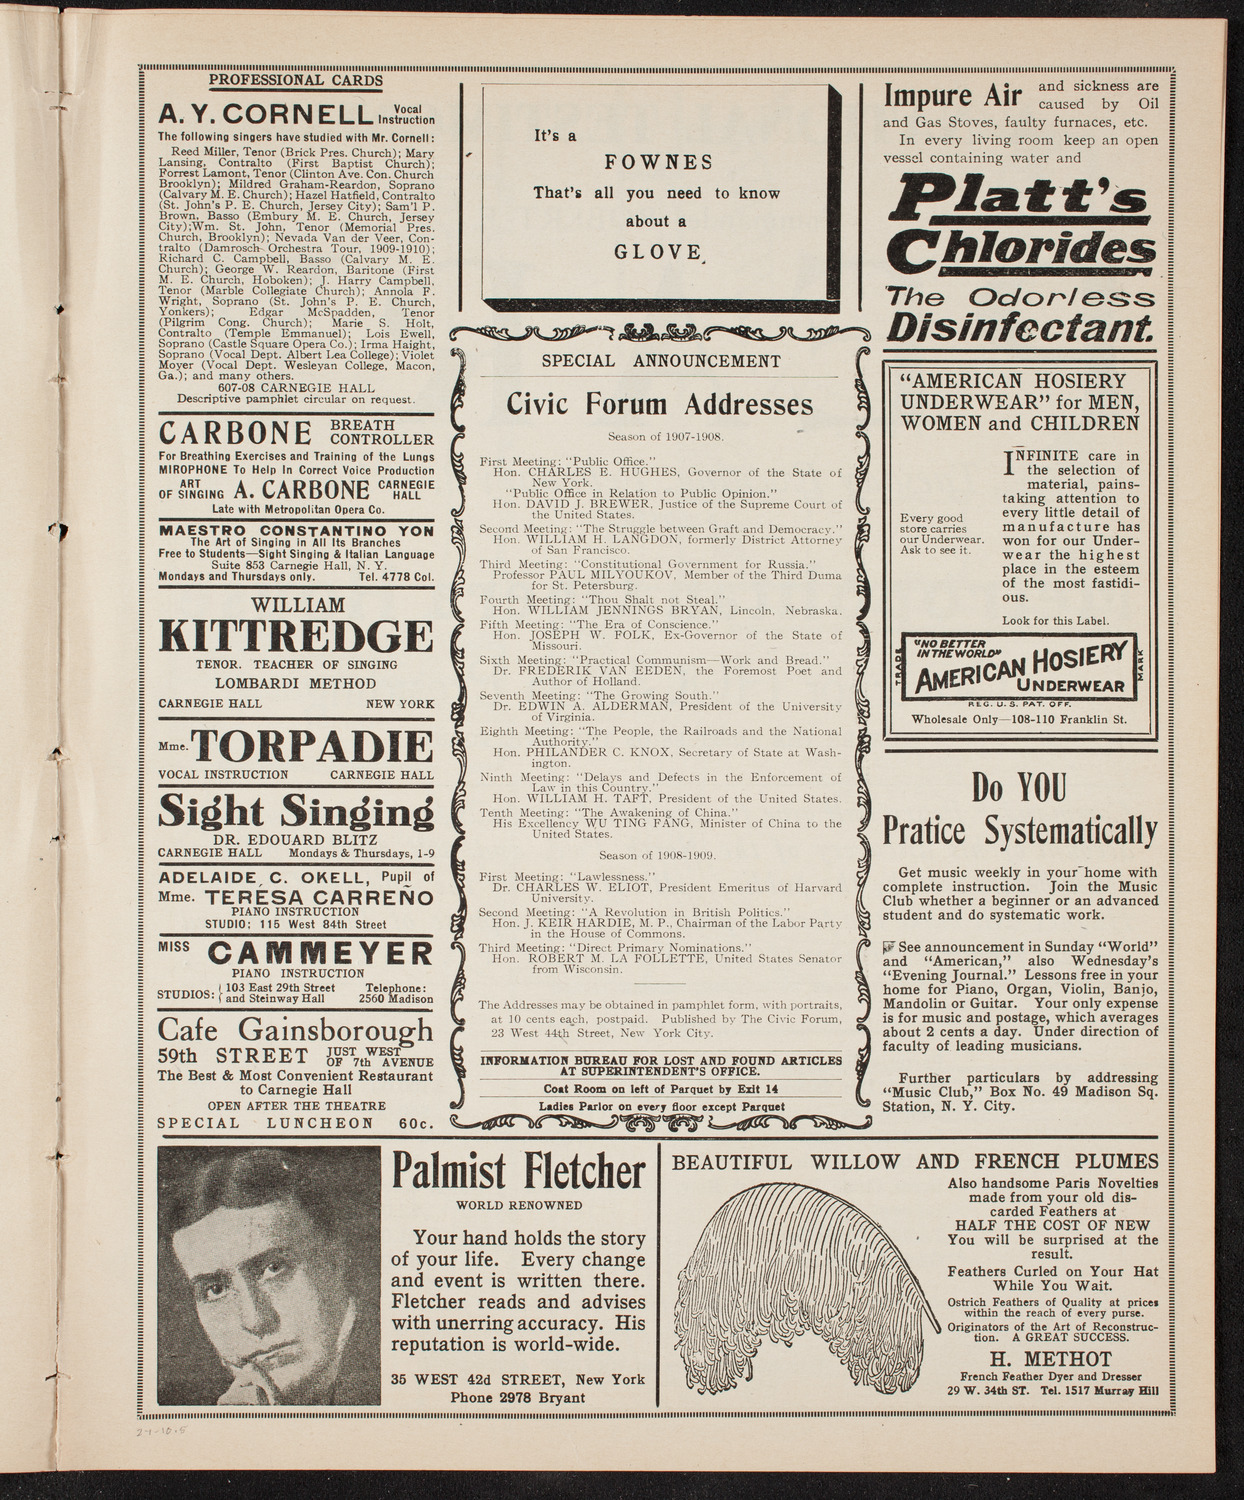 PROFESSIONAL CARDS
A. Y. CORNELL Vocal Instruction
The following singers have studied with Mr. Cornell:
Reed Miller, Tenor (Brick Pres. Church); Mary
Lansing, Contralto (First Baptist Church);
Forrest Lamont, Tenor (Clinton Ave. Con. Church
Brooklyn); Mildred Graham-Reardon, Soprano
(Calvary M. E. Church); Hazel Hatfield, Contralto
(St. John's P. E. Church, Jersey City); Sam'l P.
Brown, Basso (Embury M. E. Church, Jersey
City);Wm. St. John, Tenor (Memorial Pres.
Church, Brooklyn); Nevada Van der Veer, Con-
tralto (Damrosch Orchestra Tour, 1909-1910);
Richard C. Campbell, Basso (Calvary M. E.
Church); George W. Reardon, Baritone (First
M. E. Church, Hoboken); J. Harry Campbell,
Tenor (Marble Collegiate Church); Annola F.
Wright, Soprano (St. John's P. E. Church,
Yonkers); Edgar McSpadden, Tenor
(Pilgrim Cong. Church); Marie S. Holt,
Contralto (Temple Emmanuel); Lois Ewell,
Soprano (Castle Square Opera Co.); Irma Haight,
Soprano (Vocal Dept. Albert Lea College); Violet
Moyer (Vocal Dept. Wesleyan College, Macon,
Ga.); and many others.
607-08 CARNEGIE HALL
Descriptive pamphlet circular on request.
CARBONE BREATH CONTROLLER
For Breathing Exercises and Training of the Lungs
MIROPHONE To Help In Correct Voice Production
ART OF SINGING A. CARBONE CARNEGIE HALL
Late with Metropolitan Opera Co.
MAESTRO CONSTANTINO YON
The Art of Singing in All Its Branches
Free to Students—Sight Singing & Italian Language
Suite 853 Carnegie Hall, N. Y.
Mondays and Thursdays only. Tel. 4778 Col.
WILLIAM
KITTREDGE
TENOR. TEACHER OF SINGING
LOMBARDI METHOD
CARNEGIE HALL NEW YORK
Mme. TORPADIE
VOCAL INSTRUCTION CARNEGIE HALL
Sight Singing
DR. EDOUARD BLITZ
CARNEGIE HALL Mondays & Thursdays, 1-9
ADELAIDE C. OKELL, Pupil of
Mme. TERESA CARREÑO
PIANO INSTRUCTION
STUDIO: 115 West 84th Street
MISS CAMMEYER
PIANO INSTRUCTION
STUDIOS: 103 East 29th Street Telephone:
and Steinway Hall 2560 Madison
Cafe Gainsborough
59th STREET JUST WEST OF 7th AVENUE
The Best & Most Convenient Restaurant
to Carnegie Hall
OPEN AFTER THE THEATRE
SPECIAL LUNCHEON 60c.
It's a
FOWNES
That's all you need to know
about a
GLOVE.
SPECIAL ANNOUNCEMENT
Civic Forum Addresses
Season of 1907-1908.
First Meeting: "Public Office."
Hon. CHARLES E. HUGHES, Governor of the State of
New York.
"Public Office in Relation to Public Opinion."
Hon. DAVID J. BREWER, Justice of the Supreme Court of
the United States.
Second Meeting: "The Struggle between Graft and Democracy."
Hon. WILLIAM H. LANGDON, formerly District Attorney
of San Francisco.
Third Meeting: "Constitutional Government for Russia."
Professor PAUL MILYOUKOV, Member of the Third Duma
for St. Petersburg.
Fourth Meeting: "Thou Shalt not Steal."
Hon. WILLIAM JENNINGS BRYAN, Lincoln, Nebraska.
Fifth Meeting: "The Era of Conscience."
Hon. JOSEPH W. FOLK, Ex-Governor of the State of
Missouri.
Sixth Meeting: "Practical Communism—Work and Bread."
Dr. FREDERIK VAN EEDEN, the Foremost Poet and
Author of Holland.
Seventh Meeting: "The Growing South."
Dr. EDWIN A. ALDERMAN, President of the University
of Virginia.
Eighth Meeting: "The People, the Railroads and the National
Authority."
Hon. PHILANDER C. KNOX, Secretary of State at Wash-
ington.
Ninth Meeting: "Delays and Defects in the Enforcement of
Law in this Country."
Hon. WILLIAM H. TAFT, President of the United States.
Tenth Meeting: "The Awakening of China."
His Excellency WU TING FANG, Minister of China to the
United States.
Season of 1908-1909.
First Meeting: "Lawlessness."
Dr. CHARLES W. ELIOT, President Emeritus of Harvard
University.
Second Meeting: "A Revolution in British Politics."
Hon. J. KEIR HARDIE, M. P., Chairman of the Labor Party
in the House of Commons.
Third Meeting: "Direct Primary Nominations."
Hon. ROBERT M. LA FOLLETTE, United States Senator
from Wisconsin.
The Addresses may be obtained in pamphlet form, with portraits,
at 10 cents each, postpaid. Published by The Civic Forum,
23 West 44th Street, New York City.
INFORMATION BUREAU FOR LOST AND FOUND ARTICLES
AT SUPERINTENDENT'S OFFICE.
Coat Room on left of Parquet by Exit 14
Ladies Parlor on every floor except Parquet
Impure Air and sickness are
caused by Oil
and Gas Stoves, faulty furnaces, etc.
In every living room keep an open
vessel containing water and
Platt's
Chlorides
The Odorless
Disinfectant.
"AMERICAN HOSIERY
UNDERWEAR" for MEN,
WOMEN and CHILDREN
INFINITE care in
the selection of
material, pains-
taking attention to
every little detail of
manufacture has
won for our Under-
wear the highest
place in the esteem
of the most fastidi-
ous.
Every good
store carries
our Underwear.
Ask to see it.
Look for this Label.
TRADE MARK
"NO BETTER
IN THE WORLD"
AMERICAN HOSIERY
UNDERWEAR
REG. U. S. PAT. OFF.
Wholesale Only—108-110 Franklin St.
Do YOU
Pratice Systematically
Get music weekly in your home with
complete instruction. Join the Music
Club whether a beginner or an advanced
student and do systematic work.
☞ See announcement in Sunday "World"
and "American," also Wednesday's
"Evening Journal." Lessons free in your
home for Piano, Organ, Violin, Banjo,
Mandolin or Guitar. Your only expense
is for music and postage, which averages
about 2 cents a day. Under direction of
faculty of leading musicians.
Further particulars by addressing
"Music Club," Box No. 49 Madison Sq.
Station, N. Y. City.
Palmist Fletcher
WORLD RENOWNED
Your hand holds the story
of your life. Every change
and event is written there.
Fletcher reads and advises
with unerring accuracy. His
reputation is world-wide.
35 WEST 42d STREET, New York
Phone 2978 Bryant
BEAUTIFUL WILLOW AND FRENCH PLUMES
Also handsome Paris Novelties
made from your old dis-
carded Feathers at
HALF THE COST OF NEW
You will be surprised at the
result.
Feathers Curled on Your Hat
While You Wait.
Ostrich Feathers of Quality at prices
within the reach of every purse.
Originators of the Art of Reconstruc-
tion. A GREAT SUCCESS.
H. METHOT
French Feather Dyer and Dresser
29 W. 34th ST. Tel. 1517 Murray Hill
2-1-10.5